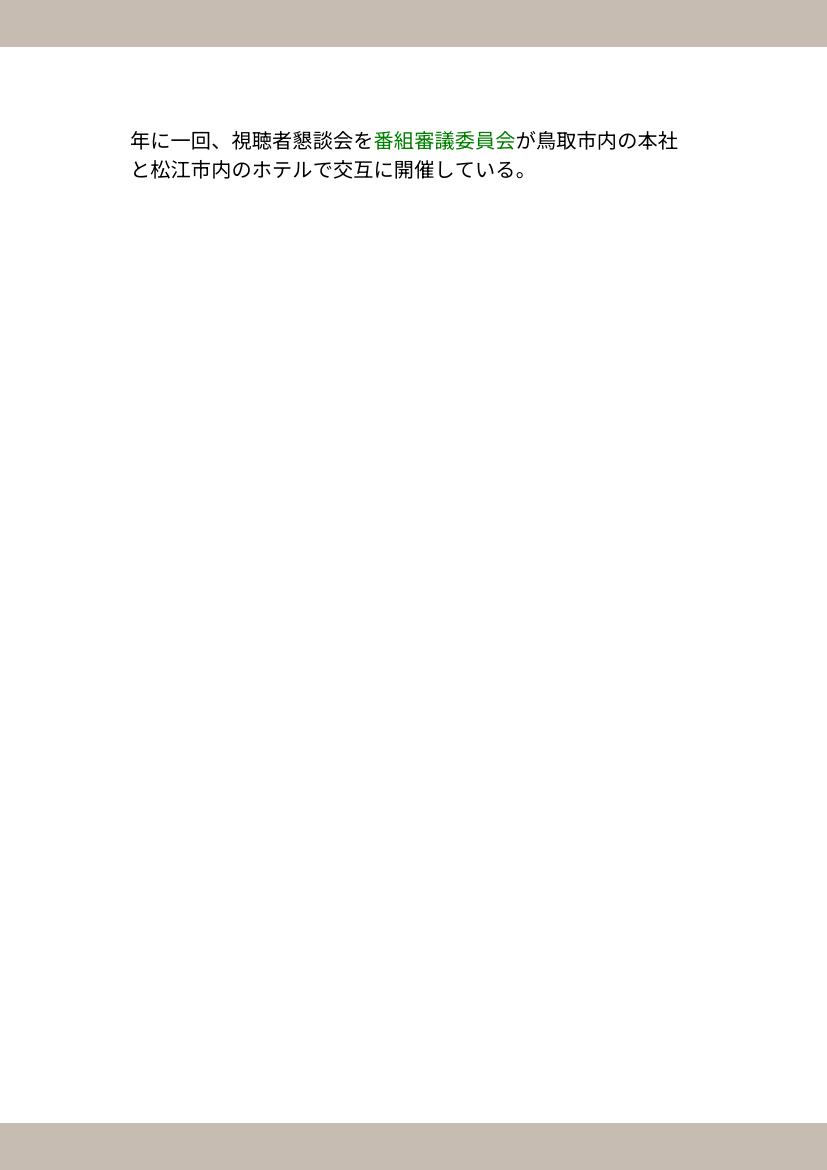 年に一回、視聴者懇談会を番組審議委員会が鳥取市内の本社
と松江市内のホテルで交互に開催している。